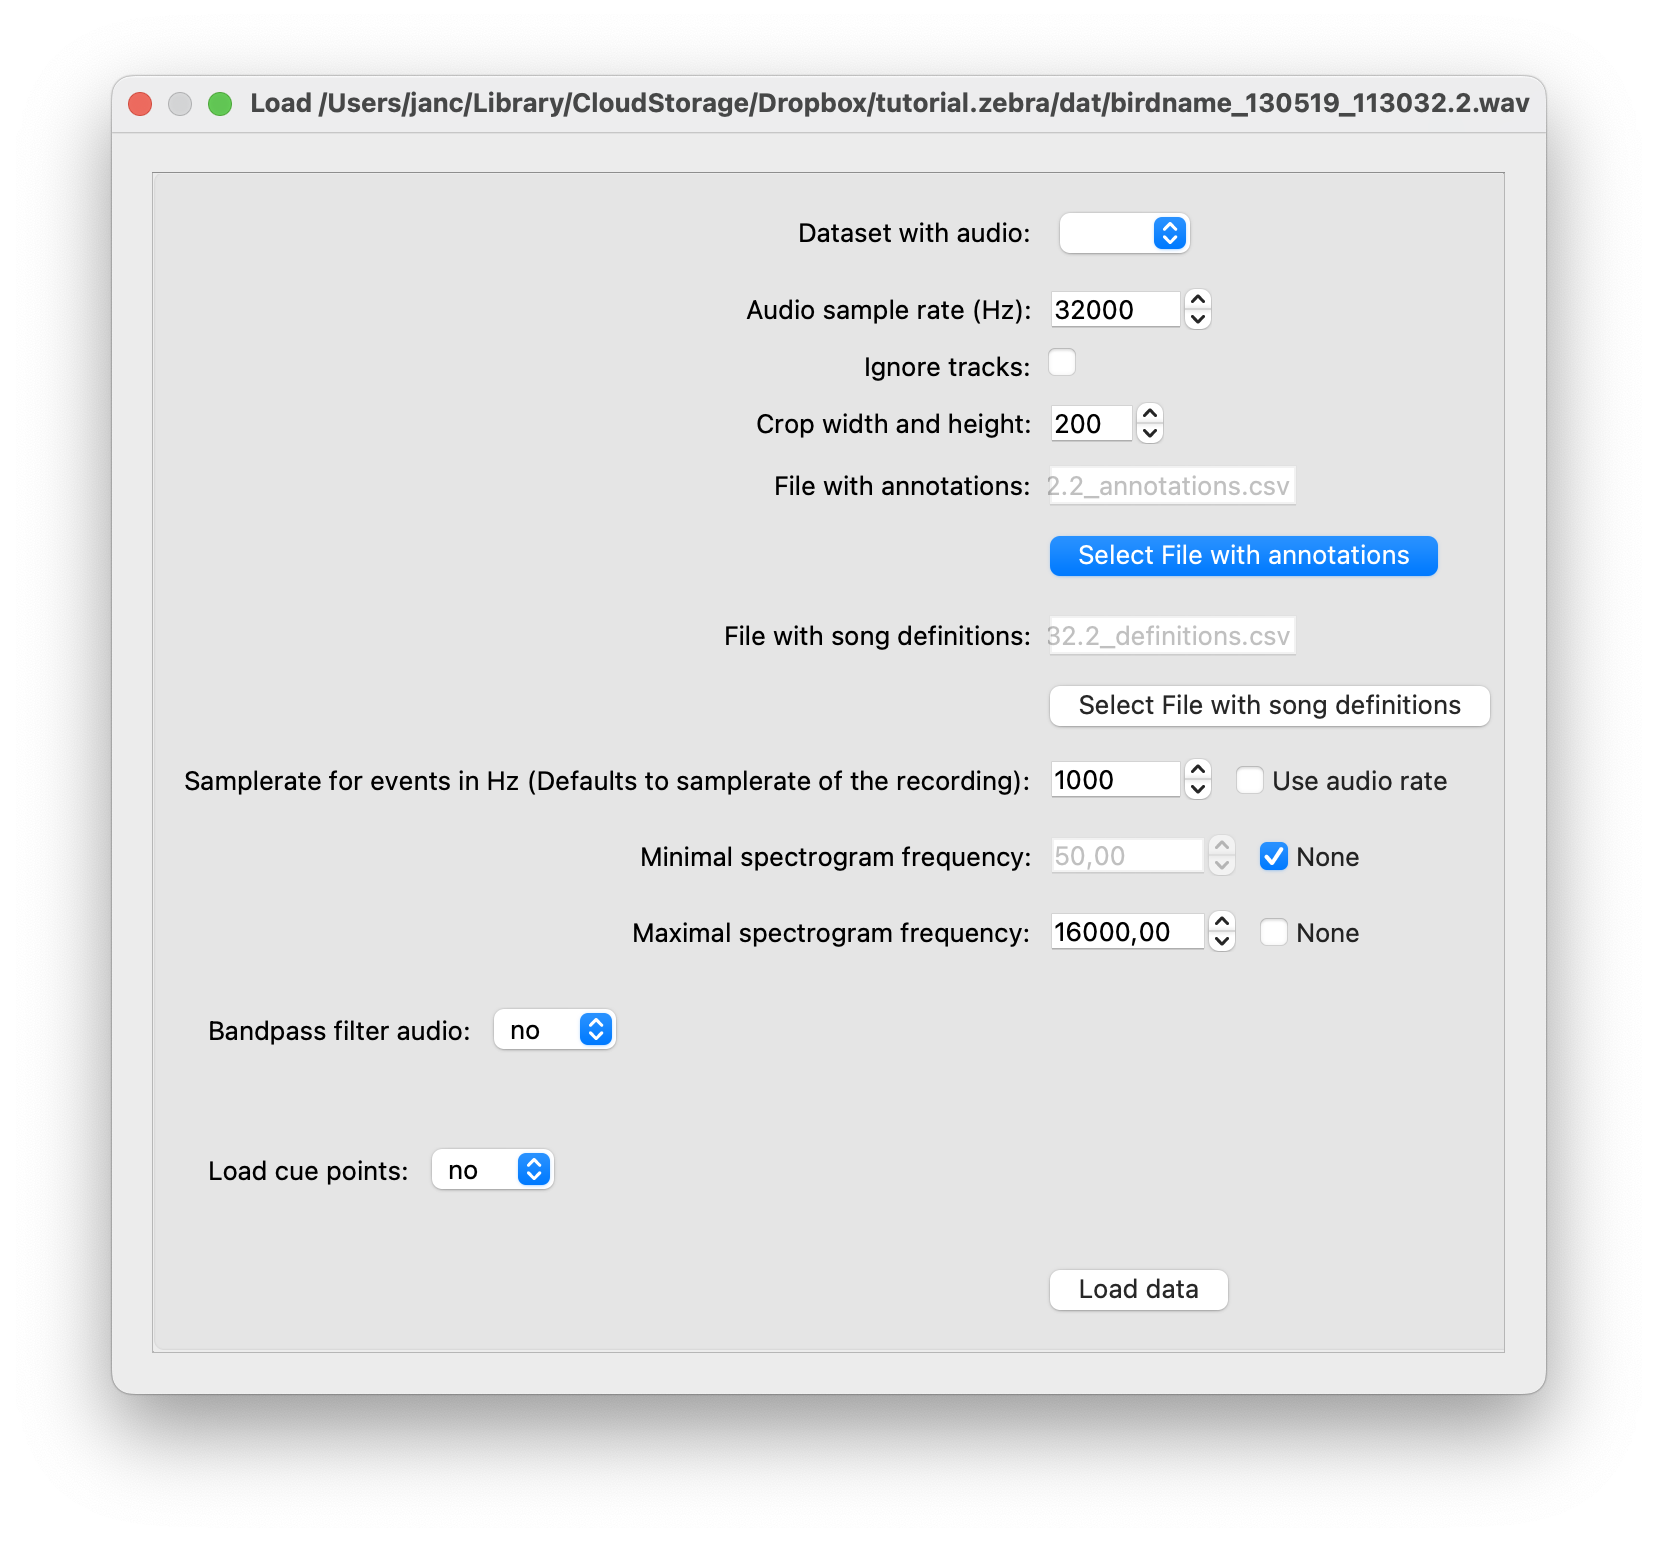 Load /Users/janc/Library/CloudStorage/Dropbox/tutorial.zebra/dat/birdname_130519_113032.2.wav
Dataset with audio:
Audio sample rate (Hz): 32000
Ignore tracks:
Crop width and height: 200
File with annotations: 2.2_annotations.csv
Select File with annotations
File with song definitions: 32.2_definitions.csv
Select File with song definitions
Samplerate for events in Hz (Defaults to samplerate of the recording): 1000 Use audio rate
Minimal spectrogram frequency: 50,00 None
Maximal spectrogram frequency: 16000,00 None
Bandpass filter audio: no
Load cue points: no
Load data